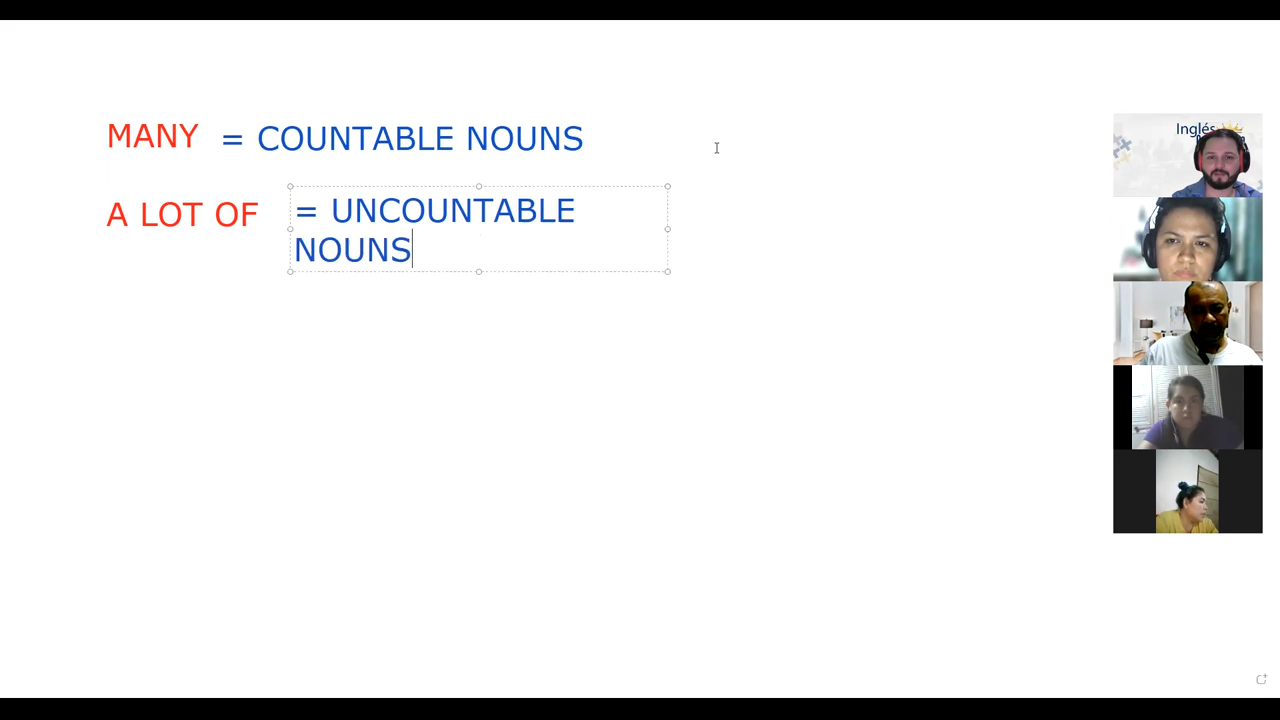 MANY = COUNTABLE NOUNS
A LOT OF = UNCOUNTABLE
NOUNS
Inglés